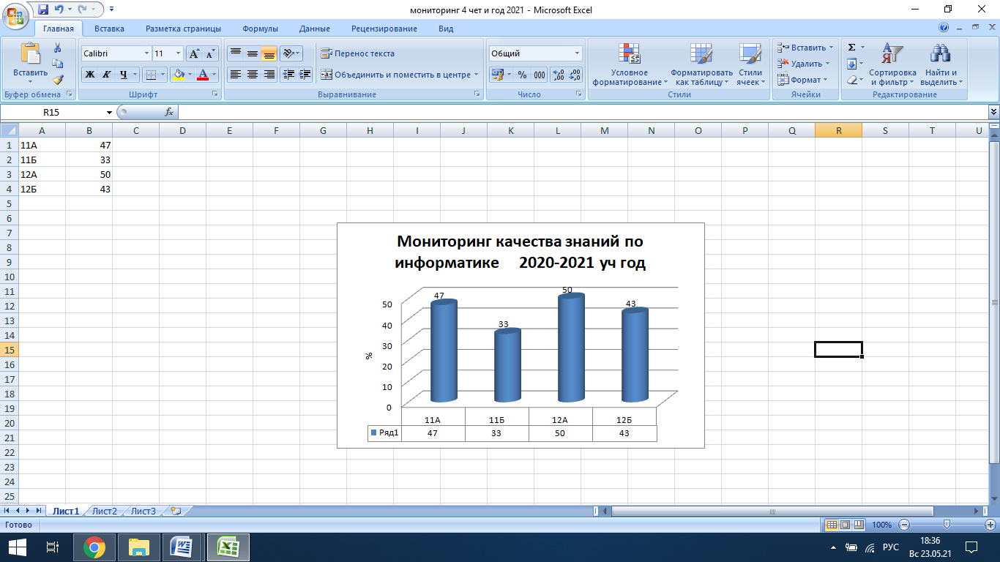 мониторинг 4 чет и год 2021 - Microsoft Excel
Главная Вставка Разметка страницы Формулы Данные Рецензирование Вид
Вставить
Буфер обмена
Calibri 11
Ж К Ч
Шрифт
Перенос текста
Объединить и поместить в центре
Выравнивание
Общий
% 000
Число
Условное форматирование
Форматировать как таблицу
Стили ячеек
Стили
Вставить
Удалить
Формат
Ячейки
Σ
Сортировка и фильтр
Найти и выделить
Редактирование
R15 fx
A B C D E F G H I J K L M N O P Q R S T U
1 11А 47
2 11Б 33
3 12А 50
4 12Б 43
5
6
7
8
9
10
11
12
13
14
15
16
17
18
19
20
21
22
23
24
25
Мониторинг качества знаний по
информатике 2020-2021 уч год
50
40
30
20
10
0
%
47 33 50 43
11А 11Б 12А 12Б
Ряд1 47 33 50 43
Лист1 Лист2 Лист3
Готово 100%
РУС
18:36
Вс 23.05.21